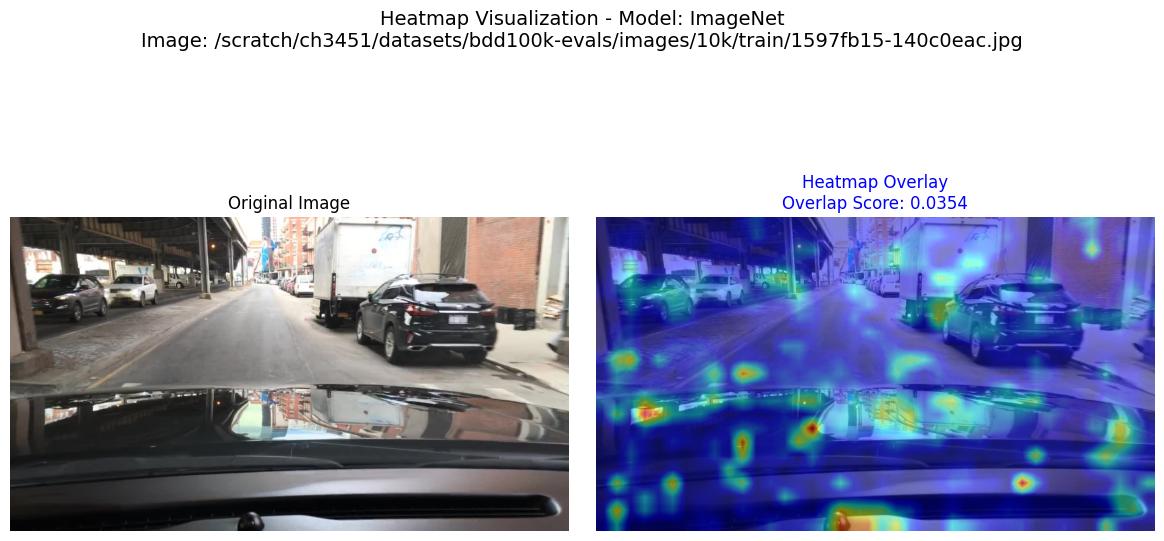 Heatmap Visualization - Model: ImageNet
Image: /scratch/ch3451/datasets/bdd100k-evals/images/10k/train/1597fb15-140c0eac.jpg
Original Image
Heatmap Overlay
Overlap Score: 0.0354